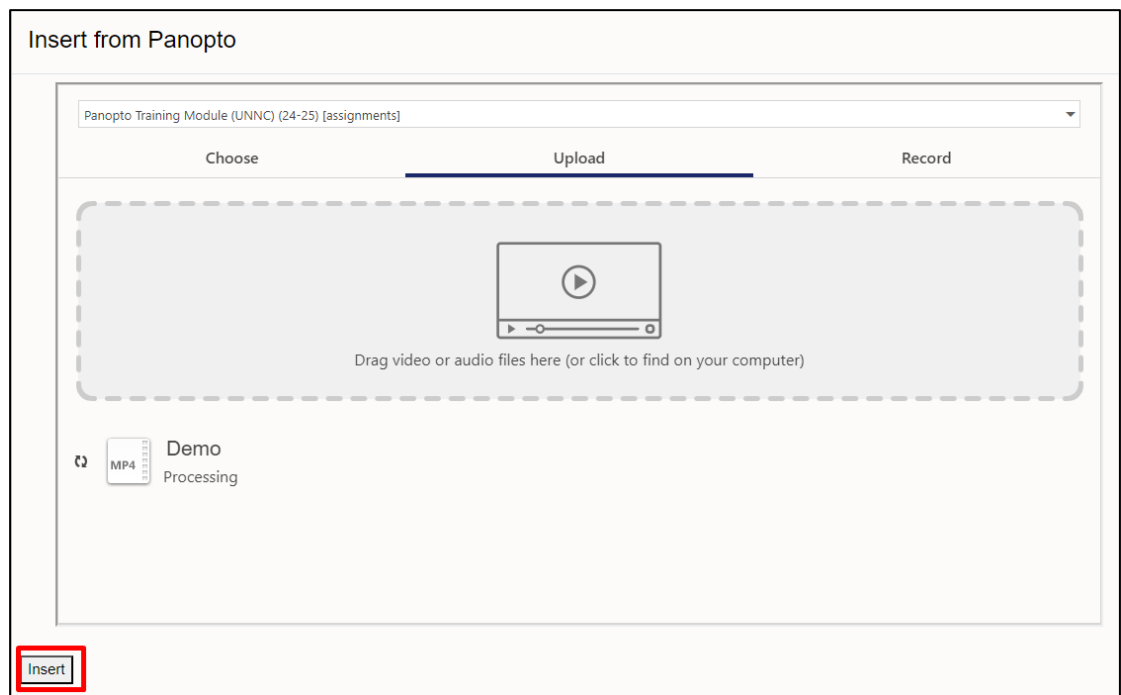 Insert from Panopto
Panopto Training Module (UNNC) (24-25) [assignments]
Choose Upload Record
Drag video or audio files here (or click to find on your computer)
Demo
MP4
Processing
Insert